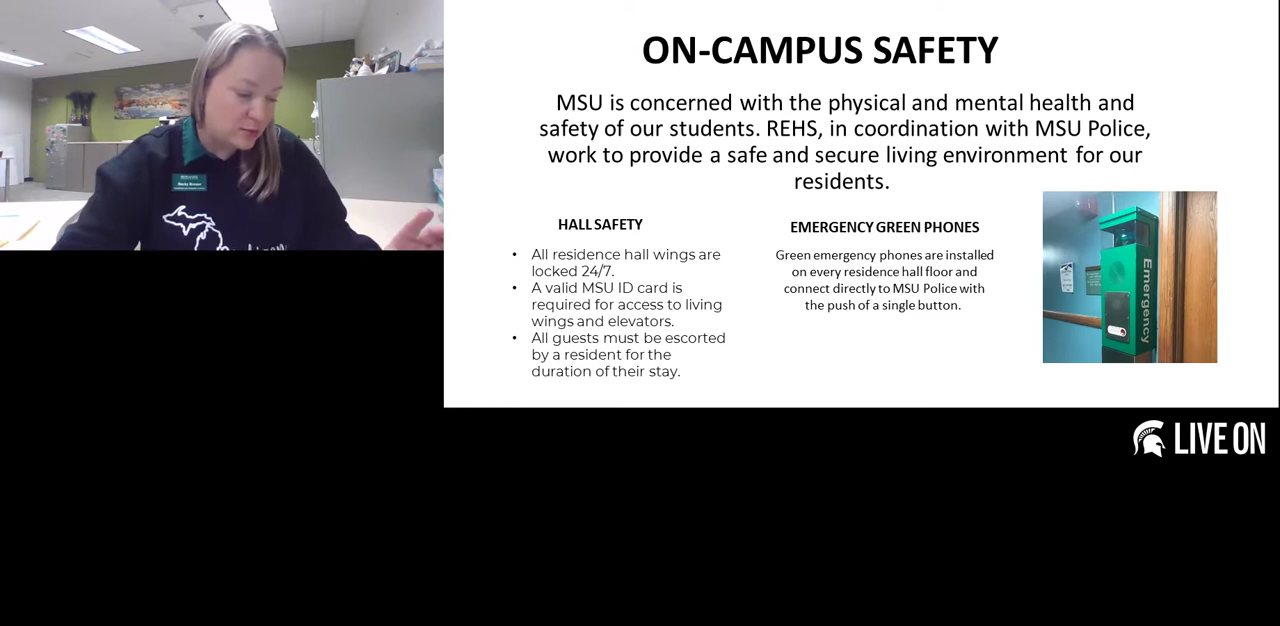 ON-CAMPUS SAFETY
MSU is concerned with the physical and mental health and
safety of our students. REHS, in coordination with MSU Police,
work to provide a safe and secure living environment for our
residents.
HALL SAFETY
• All residence hall wings are
locked 24/7.
• A valid MSU ID card is
required for access to living
wings and elevators.
• All guests must be escorted
by a resident for the
duration of their stay.
EMERGENCY GREEN PHONES
Green emergency phones are installed
on every residence hall floor and
connect directly to MSU Police with
the push of a single button.
Emergency
LIVE ON